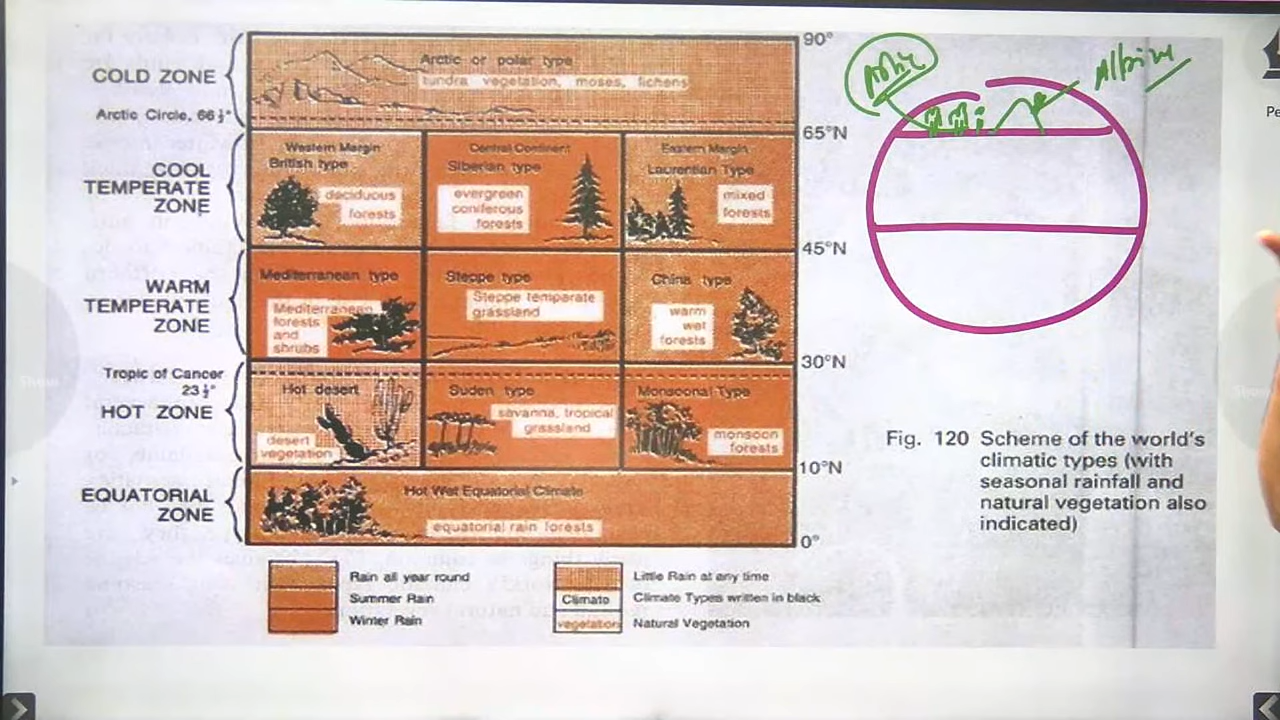 Arctic or polar type
tundra vegetation, moses, lichens
COLD ZONE
Arctic Circle, 66½°
90°
65°N
Western Margin
British type
deciduous
forests
Central Continent
Siberian type
evergreen
coniferous
forests
Eastern Margin
Laurentian Type
mixed
forests
COOL
TEMPERATE
ZONE
45°N
Mediterranean type
Mediterranean
forests
and
shrubs
Steppe type
Steppe temparate
grassland
China type
warm
wet
forests
WARM
TEMPERATE
ZONE
30°N
Tropic of Cancer
23½°
HOT ZONE
Hot desert
desert
vegetation
Suden type
savanna, tropical
grassland
Monsoonal Type
monsoon
forests
10°N
EQUATORIAL
ZONE
Hot Wet Equatorial Climate
equatorial rain forests
0°
Rain all year round
Summer Rain
Winter Rain
Little Rain at any time
Climate
Climate Types written in black
vegetation
Natural Vegetation
Alpine
Fig. 120 Scheme of the world's
climatic types (with
seasonal rainfall and
natural vegetation also
indicated)
Pe